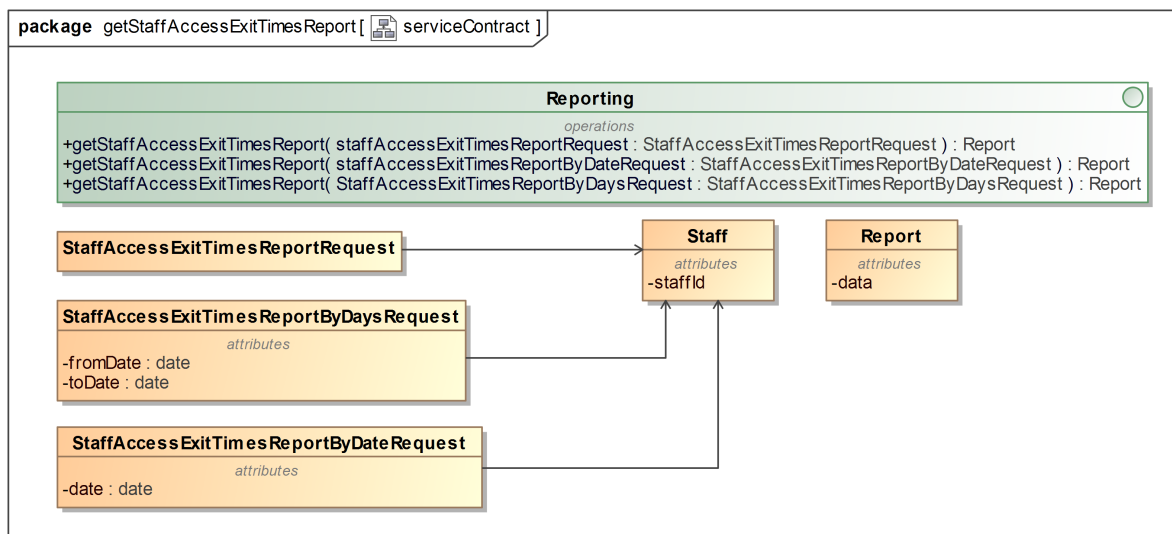 package getStaffAccessExitTimesReport [ serviceContract ]
Reporting
operations
+getStaffAccessExitTimesReport( staffAccessExitTimesReportRequest : StaffAccessExitTimesReportRequest ) : Report
+getStaffAccessExitTimesReport( staffAccessExitTimesReportByDateRequest : StaffAccessExitTimesReportByDateRequest ) : Report
+getStaffAccessExitTimesReport( StaffAccessExitTimesReportByDaysRequest : StaffAccessExitTimesReportByDaysRequest ) : Report
StaffAccessExitTimesReportRequest
Staff
attributes
-staffId
Report
attributes
-data
StaffAccessExitTimesReportByDaysRequest
attributes
-fromDate : date
-toDate : date
StaffAccessExitTimesReportByDateRequest
attributes
-date : date